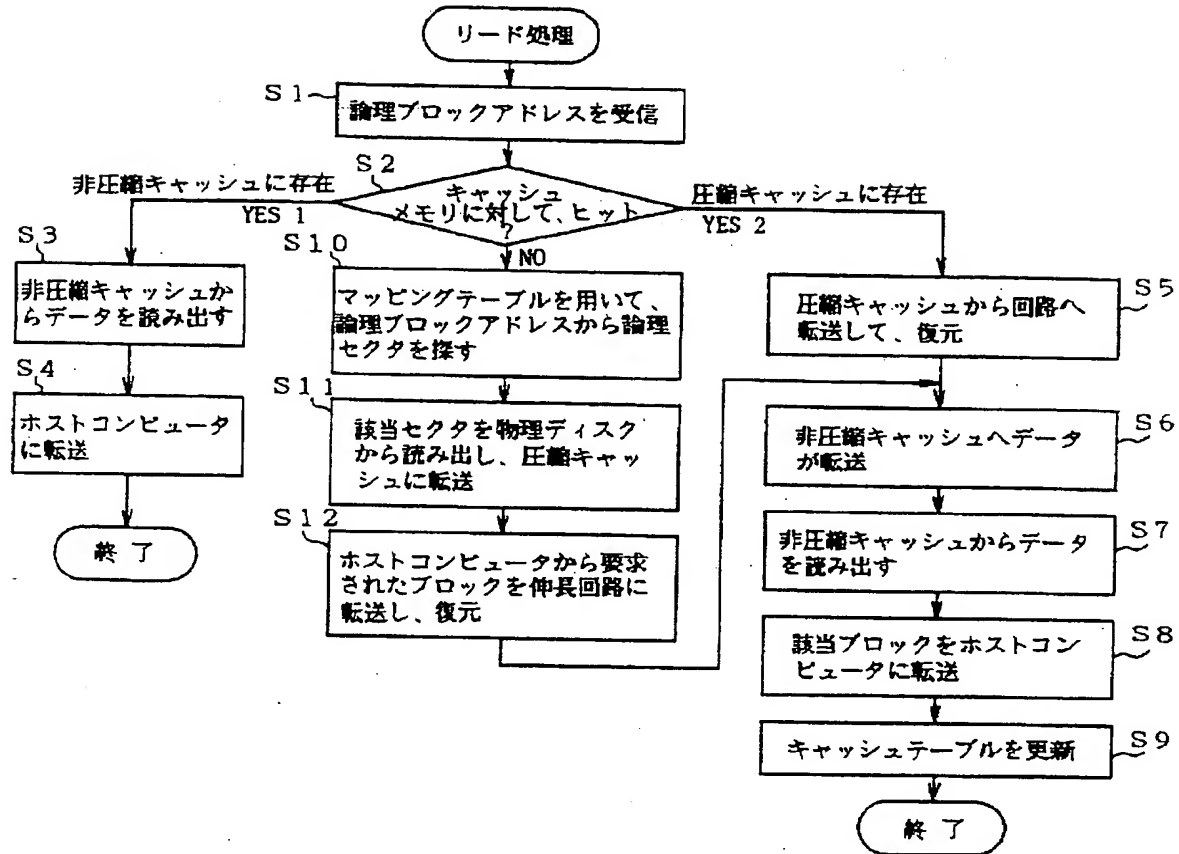 リード処理
S1
論理ブロックアドレスを受信
S2
キャッシュ
メモリに対して、ヒット
?
非圧縮キャッシュに存在
YES 1
圧縮キャッシュに存在
YES 2
NO
S3
非圧縮キャッシュか
らデータを読み出す
S4
ホストコンピュータ
に転送
終了
S10
マッピングテーブルを用いて、
論理ブロックアドレスから論理
セクタを探す
S11
該当セクタを物理ディスク
から読み出し、圧縮キャッ
シュに転送
S12
ホストコンピュータから要求
されたブロックを伸長回路に
転送し、復元
S5
圧縮キャッシュから回路へ
転送して、復元
S6
非圧縮キャッシュへデータ
が転送
S7
非圧縮キャッシュからデータ
を読み出す
S8
該当ブロックをホストコン
ピュータに転送
S9
キャッシュテーブルを更新
終了